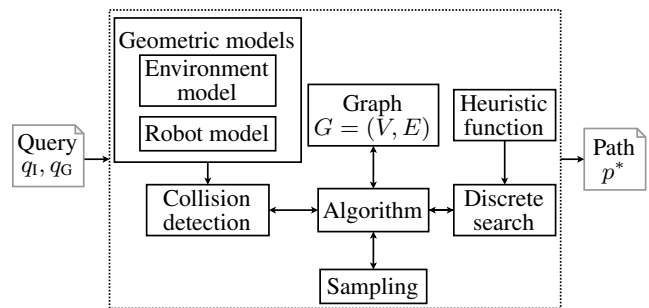 Geometric models
Environment
model
Robot model
Query
q_I, q_G
Graph
G = (V, E)
Heuristic
function
Path
p*
Collision
detection
Algorithm
Discrete
search
Sampling